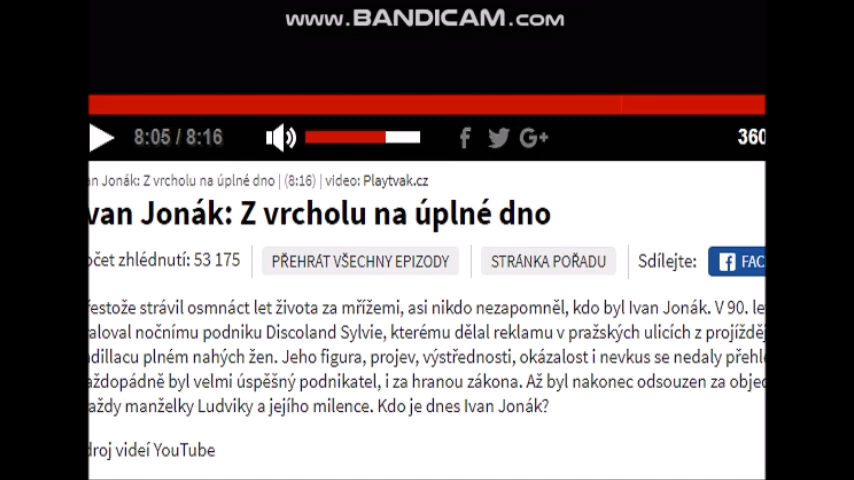 www.BANDICAM.com
8:05 / 8:16
G+
360
an Jonák: Z vrcholu na úplné dno | (8:16) | video: Playtvak.cz
van Jonák: Z vrcholu na úplné dno
očet zhlédnutí: 53 175 PŘEHRÁT VŠECHNY EPIZODY STRÁNKA POŘADU Sdílejte: FAC
řestože strávil osmnáct let života za mřížemi, asi nikdo nezapomněl, kdo byl Ivan Jonák. V 90. le
aloval nočnímu podniku Discoland Sylvie, kterému dělal reklamu v pražských ulicích z projížděj
adillacu plném nahých žen. Jeho figura, projev, výstřednosti, okázalost i nevkus se nedaly přehl
aždopádně byl velmi úspěšný podnikatel, i za hranou zákona. Až byl nakonec odsouzen za objed
aždy manželky Ludviky a jejího milence. Kdo je dnes Ivan Jonák?
droj videí YouTube